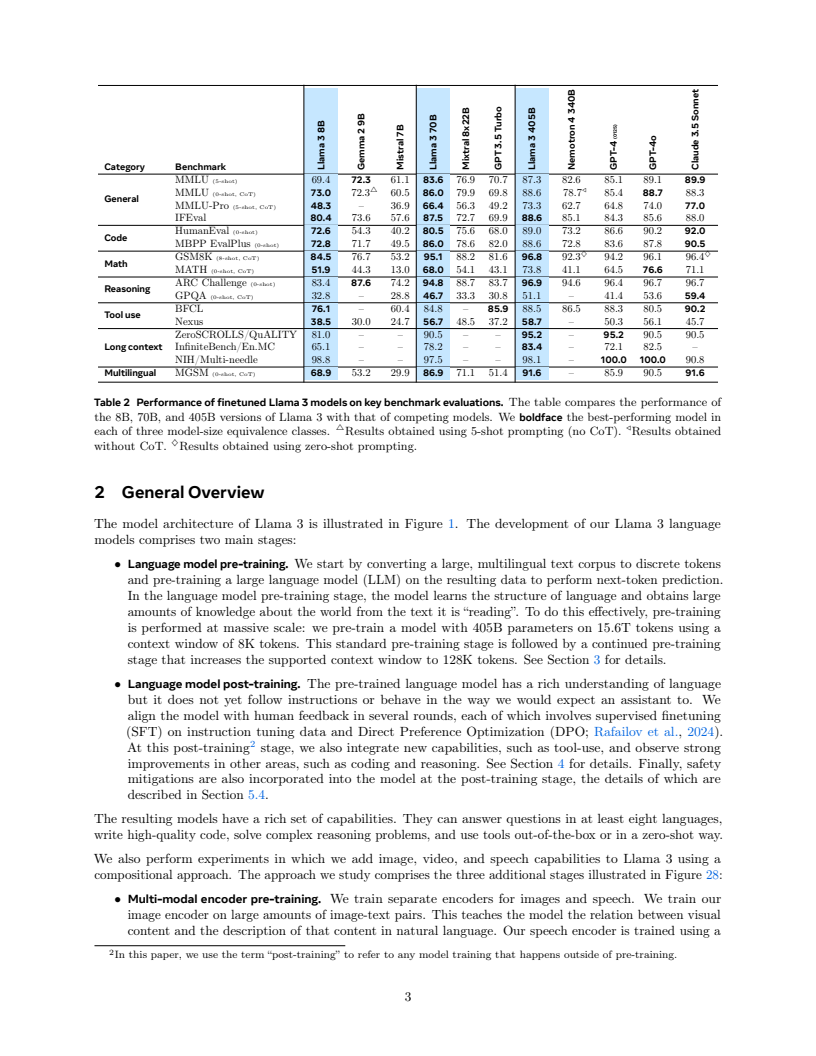 Category Benchmark Llama 3 8B Gemma 2 9B Mistral 7B Llama 3 70B Mixtral 8x22B GPT 3.5 Turbo Llama 3 405B Nemotron 4 340B GPT-4 (0125) GPT-4o Claude 3.5 Sonnet
General MMLU (5-shot) 69.4 72.3 61.1 83.6 76.9 70.7 87.3 82.6 85.1 89.1 89.9
MMLU (0-shot, CoT) 73.0 72.3△ 60.5 86.0 79.9 69.8 88.6 78.7◁ 85.4 88.7 88.3
MMLU-Pro (5-shot, CoT) 48.3 – 36.9 66.4 56.3 49.2 73.3 62.7 64.8 74.0 77.0
IFEval 80.4 73.6 57.6 87.5 72.7 69.9 88.6 85.1 84.3 85.6 88.0
Code HumanEval (0-shot) 72.6 54.3 40.2 80.5 75.6 68.0 89.0 73.2 86.6 90.2 92.0
MBPP EvalPlus (0-shot) 72.8 71.7 49.5 86.0 78.6 82.0 88.6 72.8 83.6 87.8 90.5
Math GSM8K (8-shot, CoT) 84.5 76.7 53.2 95.1 88.2 81.6 96.8 92.3♢ 94.2 96.1 96.4♢
MATH (0-shot, CoT) 51.9 44.3 13.0 68.0 54.1 43.1 73.8 41.1 64.5 76.6 71.1
Reasoning ARC Challenge (0-shot) 83.4 87.6 74.2 94.8 88.7 83.7 96.9 94.6 96.4 96.7 96.7
GPQA (0-shot, CoT) 32.8 – 28.8 46.7 33.3 30.8 51.1 – 41.4 53.6 59.4
Tool use BFCL 76.1 – 60.4 84.8 – 85.9 88.5 86.5 88.3 80.5 90.2
Nexus 38.5 30.0 24.7 56.7 48.5 37.2 58.7 – 50.3 56.1 45.7
Long context ZeroSCROLLS/QuALITY 81.0 – – 90.5 – – 95.2 – 95.2 90.5 90.5
InfiniteBench/En.MC 65.1 – – 78.2 – – 83.4 – 72.1 82.5 –
NIH/Multi-needle 98.8 – – 97.5 – – 98.1 – 100.0 100.0 90.8
Multilingual MGSM (0-shot, CoT) 68.9 53.2 29.9 86.9 71.1 51.4 91.6 – 85.9 90.5 91.6
Table 2 Performance of finetuned Llama 3 models on key benchmark evaluations. The table compares the performance of
the 8B, 70B, and 405B versions of Llama 3 with that of competing models. We boldface the best-performing model in
each of three model-size equivalence classes. △Results obtained using 5-shot prompting (no CoT). ◁Results obtained
without CoT. ♢Results obtained using zero-shot prompting.
2 General Overview
The model architecture of Llama 3 is illustrated in Figure 1. The development of our Llama 3 language
models comprises two main stages:
• Language model pre-training. We start by converting a large, multilingual text corpus to discrete tokens
and pre-training a large language model (LLM) on the resulting data to perform next-token prediction.
In the language model pre-training stage, the model learns the structure of language and obtains large
amounts of knowledge about the world from the text it is “reading”. To do this effectively, pre-training
is performed at massive scale: we pre-train a model with 405B parameters on 15.6T tokens using a
context window of 8K tokens. This standard pre-training stage is followed by a continued pre-training
stage that increases the supported context window to 128K tokens. See Section 3 for details.
• Language model post-training. The pre-trained language model has a rich understanding of language
but it does not yet follow instructions or behave in the way we would expect an assistant to. We
align the model with human feedback in several rounds, each of which involves supervised finetuning
(SFT) on instruction tuning data and Direct Preference Optimization (DPO; Rafailov et al., 2024).
At this post-training2 stage, we also integrate new capabilities, such as tool-use, and observe strong
improvements in other areas, such as coding and reasoning. See Section 4 for details. Finally, safety
mitigations are also incorporated into the model at the post-training stage, the details of which are
described in Section 5.4.
The resulting models have a rich set of capabilities. They can answer questions in at least eight languages,
write high-quality code, solve complex reasoning problems, and use tools out-of-the-box or in a zero-shot way.
We also perform experiments in which we add image, video, and speech capabilities to Llama 3 using a
compositional approach. The approach we study comprises the three additional stages illustrated in Figure 28:
• Multi-modal encoder pre-training. We train separate encoders for images and speech. We train our
image encoder on large amounts of image-text pairs. This teaches the model the relation between visual
content and the description of that content in natural language. Our speech encoder is trained using a
2In this paper, we use the term “post-training” to refer to any model training that happens outside of pre-training.
3